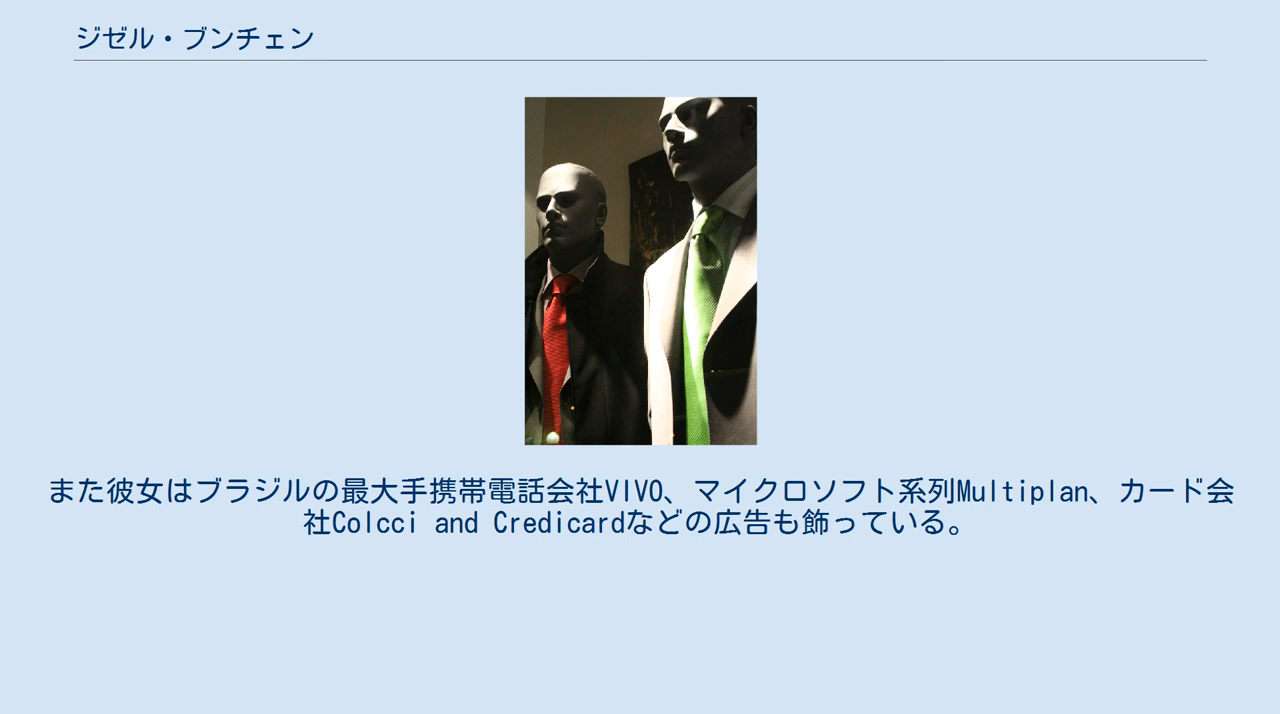 ジゼル・ブンチェン
また彼女はブラジルの最大手携帯電話会社VIVO、マイクロソフト系列Multiplan、カード会
社Colcci and Credicardなどの広告も飾っている。